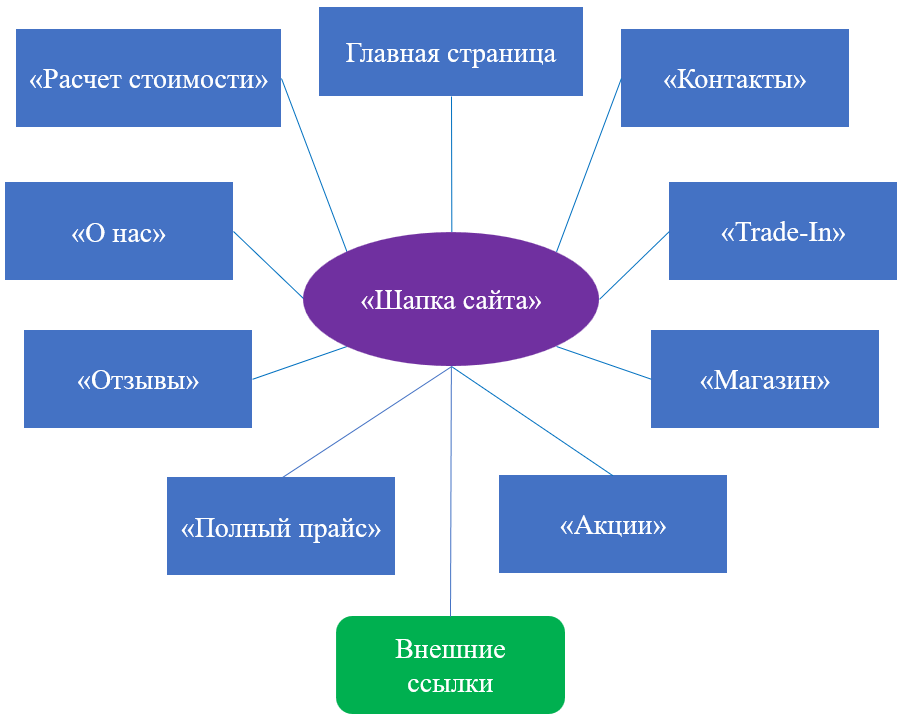 Главная страница
«Расчет стоимости»
«Контакты»
«О нас»
«Trade-In»
«Шапка сайта»
«Отзывы»
«Магазин»
«Полный прайс»
«Акции»
Внешние
ссылки